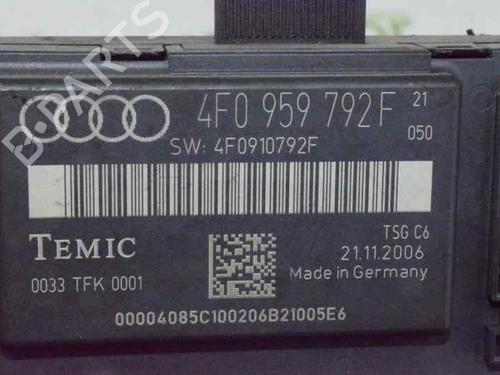 4F0 959 792F 21
050
SW: 4F0910792F
TEMIC
TSG C6
21.11.2006
0033 TFK 0001
Made in Germany
00004085C100206B21005E6
B-PARTS